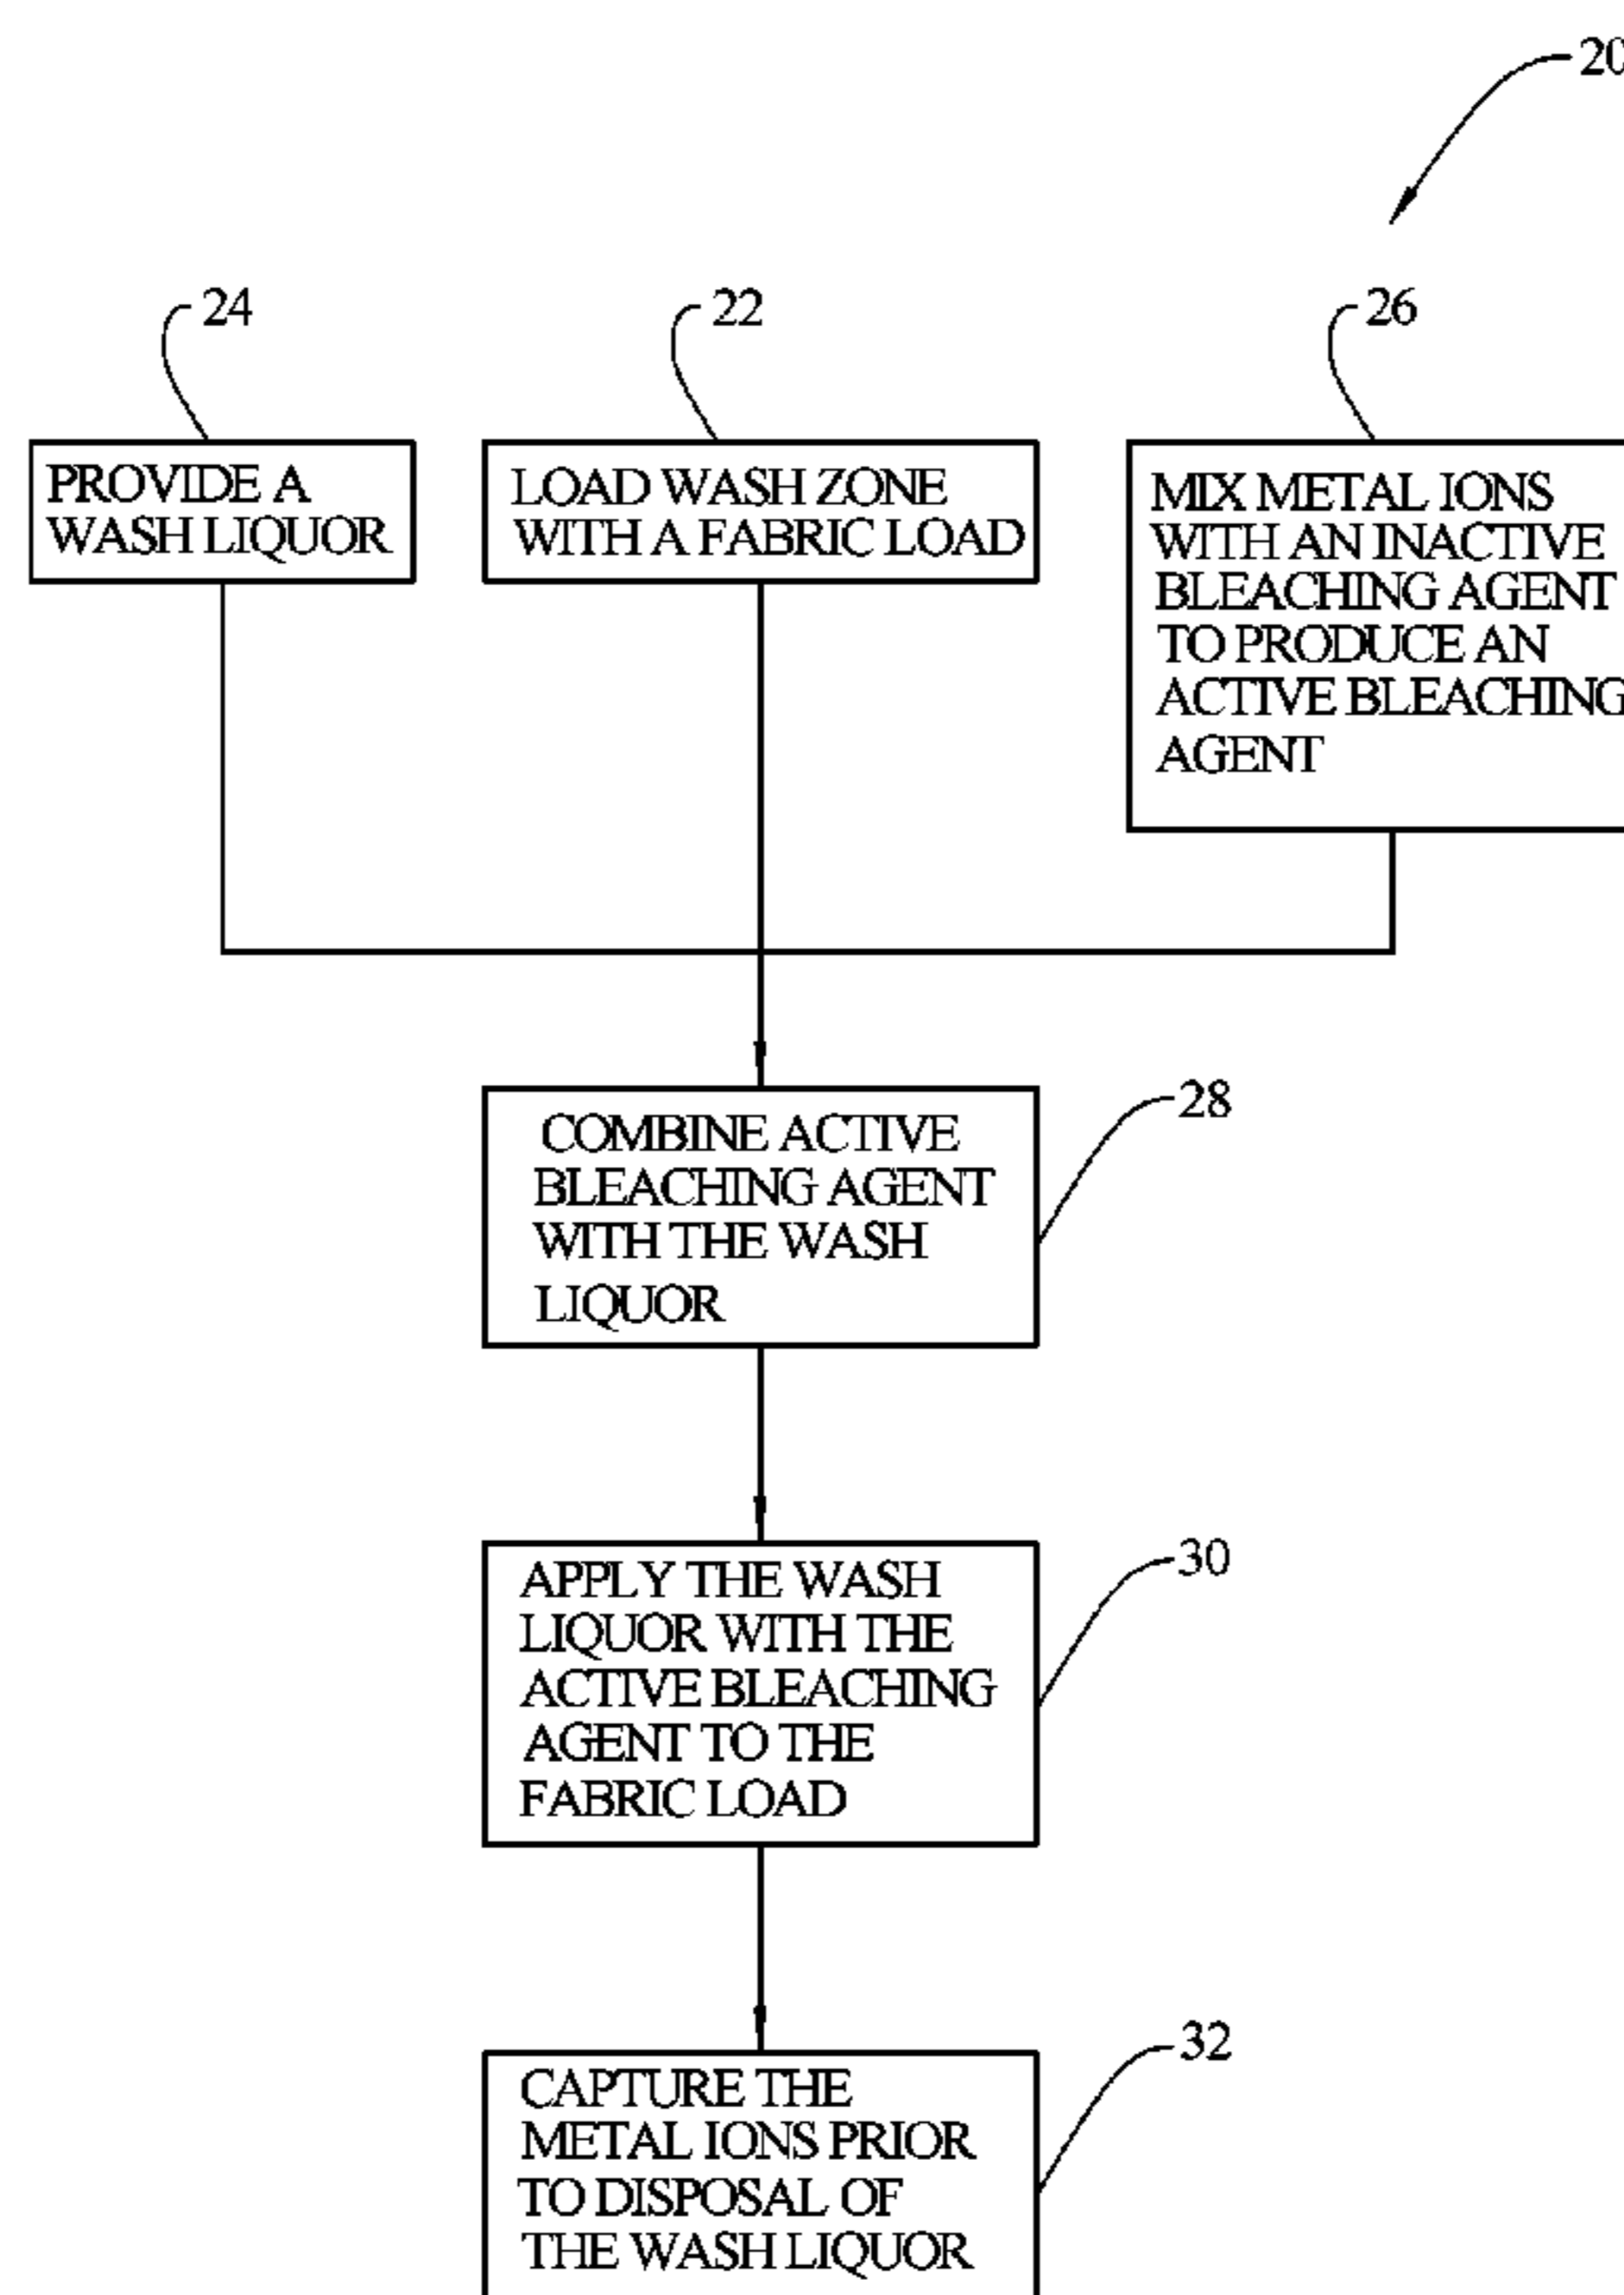 20
24
22
26
PROVIDE A
WASH LIQUOR
LOAD WASH ZONE
WITH A FABRIC LOAD
MIX METAL IONS
WITH AN INACTIVE
BLEACHING AGENT
TO PRODUCE AN
ACTIVE BLEACHING
AGENT
28
COMBINE ACTIVE
BLEACHING AGENT
WITH THE WASH
LIQUOR
30
APPLY THE WASH
LIQUOR WITH THE
ACTIVE BLEACHING
AGENT TO THE
FABRIC LOAD
32
CAPTURE THE
METAL IONS PRIOR
TO DISPOSAL OF
THE WASH LIQUOR